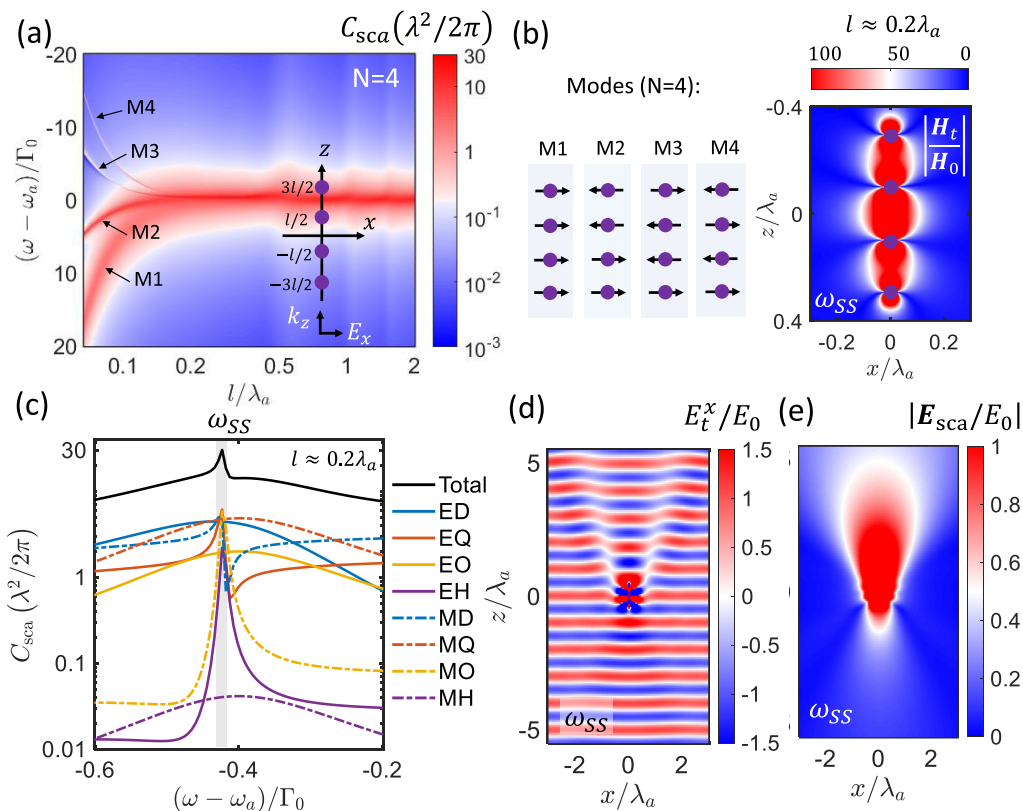 (a)
C_sca(λ²/2π)
N=4
M4
M3
M2
M1
z
3l/2
l/2
x
−l/2
−3l/2
k_z
E_x
-20
-10
0
10
20
(ω − ω_a)/Γ_0
0.1
0.5
1
2
l/λ_a
30
10
1
10⁻¹
10⁻²
10⁻³
(b)
l ≈ 0.2λ_a
100
50
0
Modes (N=4):
M1 M2 M3 M4
|H_t/H_0|
ω_SS
-0.4
0
0.4
z/λ_a
-0.2
0
0.2
x/λ_a
(c)
ω_SS
l ≈ 0.2λ_a
30
1
0.1
0.01
C_sca (λ²/2π)
-0.6
-0.4
-0.2
(ω − ω_a)/Γ_0
Total
ED
EQ
EO
EH
MD
MQ
MO
MH
(d)
E_t^x/E_0
5
0
-5
z/λ_a
ω_SS
-2
0
2
x/λ_a
1.5
1
0.5
0
-0.5
-1
-1.5
(e)
|E_sca/E_0|
ω_SS
-2
0
2
x/λ_a
1
0.8
0.6
0.4
0.2
0